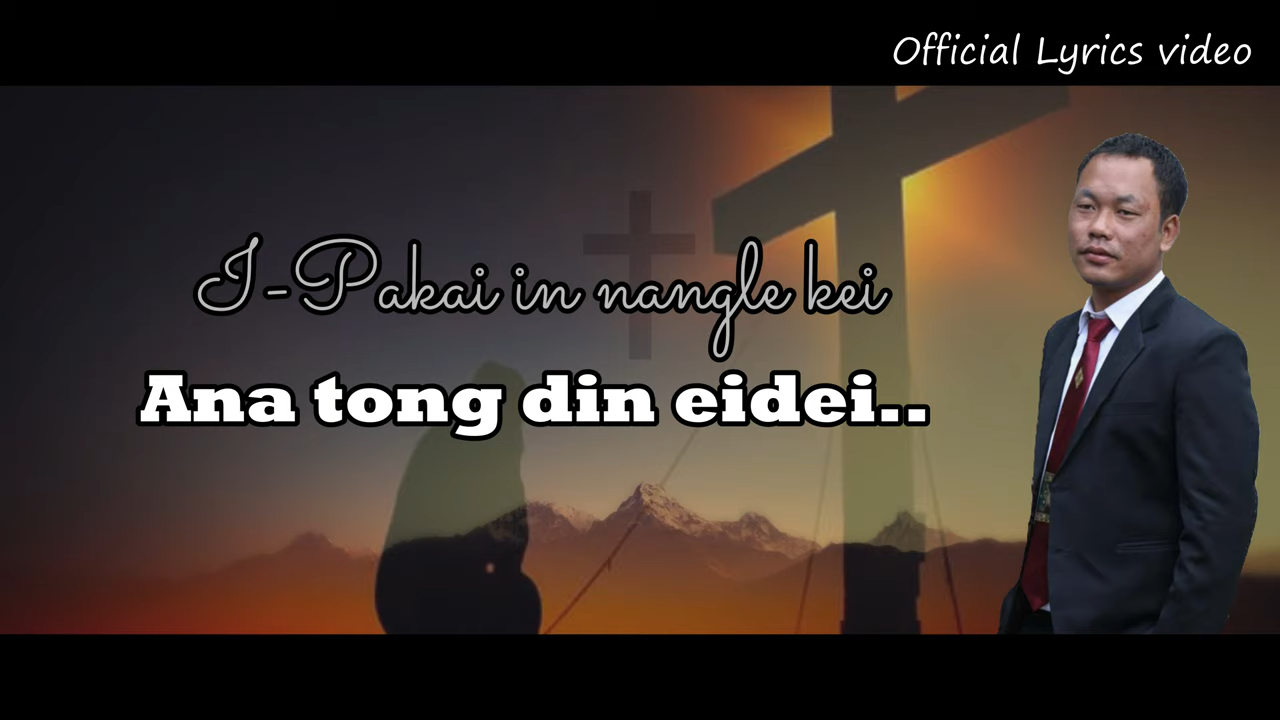 Official Lyrics video
I-Pakai in nangle kei
Ana tong din eidei..